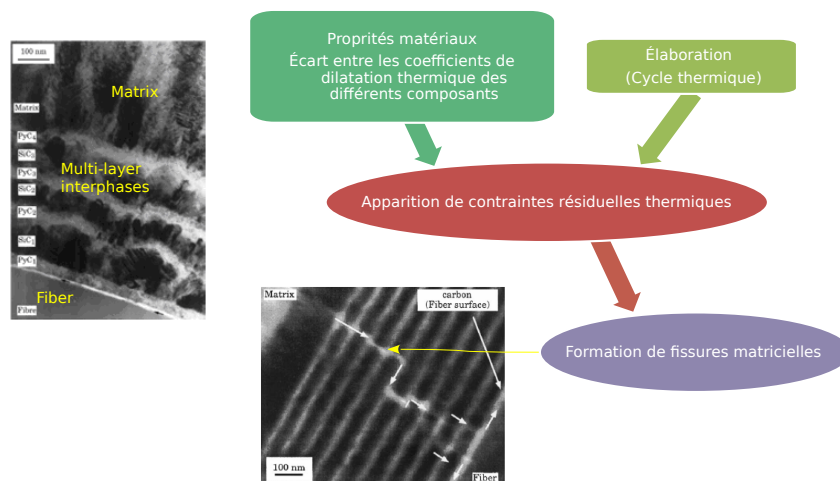 100 nm
Matrix
Matrix
PyC4
SiC3
PyC3
SiC2
PyC2
SiC1
PyC1
Multi-layer
interphases
Fiber
Fibre
Proprités matériaux
Écart entre les coefficients de
dilatation thermique des
différents composants
Élaboration
(Cycle thermique)
Apparition de contraintes résiduelles thermiques
Formation de fissures matricielles
Matrix
carbon
(Fiber surface)
100 nm
Fiber